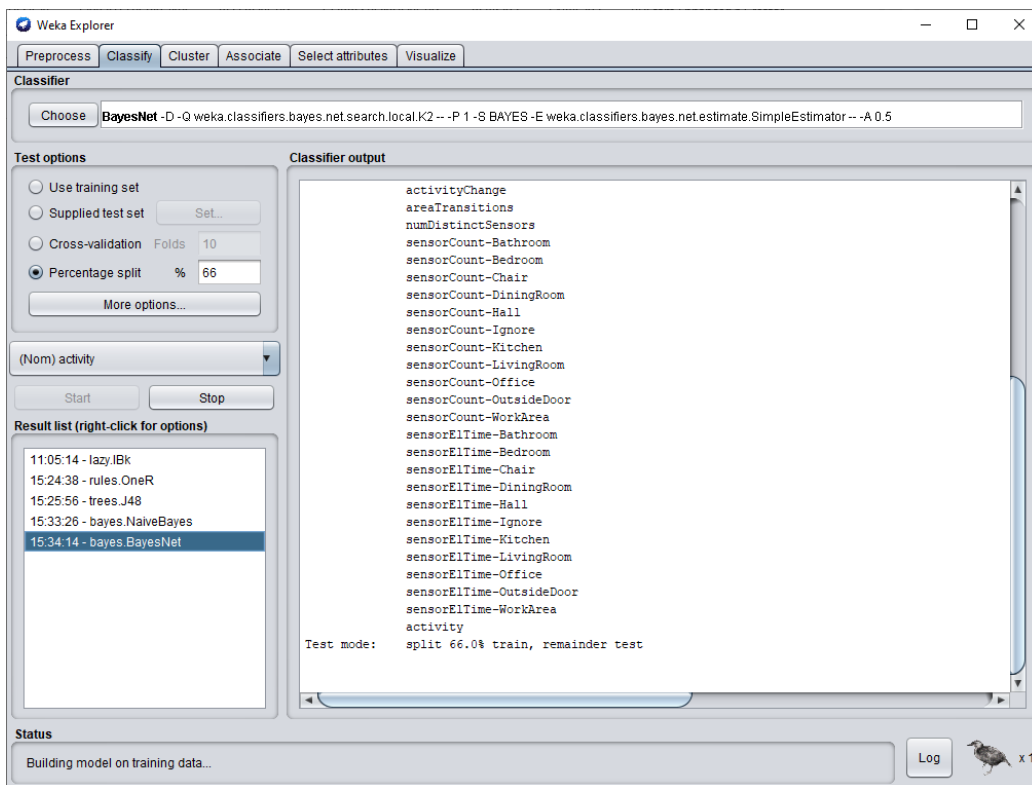 Weka Explorer
Preprocess Classify Cluster Associate Select attributes Visualize
Classifier
Choose BayesNet -D -Q weka.classifiers.bayes.net.search.local.K2 -- -P 1 -S BAYES -E weka.classifiers.bayes.net.estimate.SimpleEstimator -- -A 0.5
Test options
Use training set
Supplied test set Set...
Cross-validation Folds 10
Percentage split % 66
More options...
(Nom) activity
Start Stop
Result list (right-click for options)
11:05:14 - lazy.IBk
15:24:38 - rules.OneR
15:25:56 - trees.J48
15:33:26 - bayes.NaiveBayes
15:34:14 - bayes.BayesNet
Classifier output
activityChange
areaTransitions
numDistinctSensors
sensorCount-Bathroom
sensorCount-Bedroom
sensorCount-Chair
sensorCount-DiningRoom
sensorCount-Hall
sensorCount-Ignore
sensorCount-Kitchen
sensorCount-LivingRoom
sensorCount-Office
sensorCount-OutsideDoor
sensorCount-WorkArea
sensorElTime-Bathroom
sensorElTime-Bedroom
sensorElTime-Chair
sensorElTime-DiningRoom
sensorElTime-Hall
sensorElTime-Ignore
sensorElTime-Kitchen
sensorElTime-LivingRoom
sensorElTime-Office
sensorElTime-OutsideDoor
sensorElTime-WorkArea
activity
Test mode: split 66.0% train, remainder test
Status
Building model on training data...
Log x 1